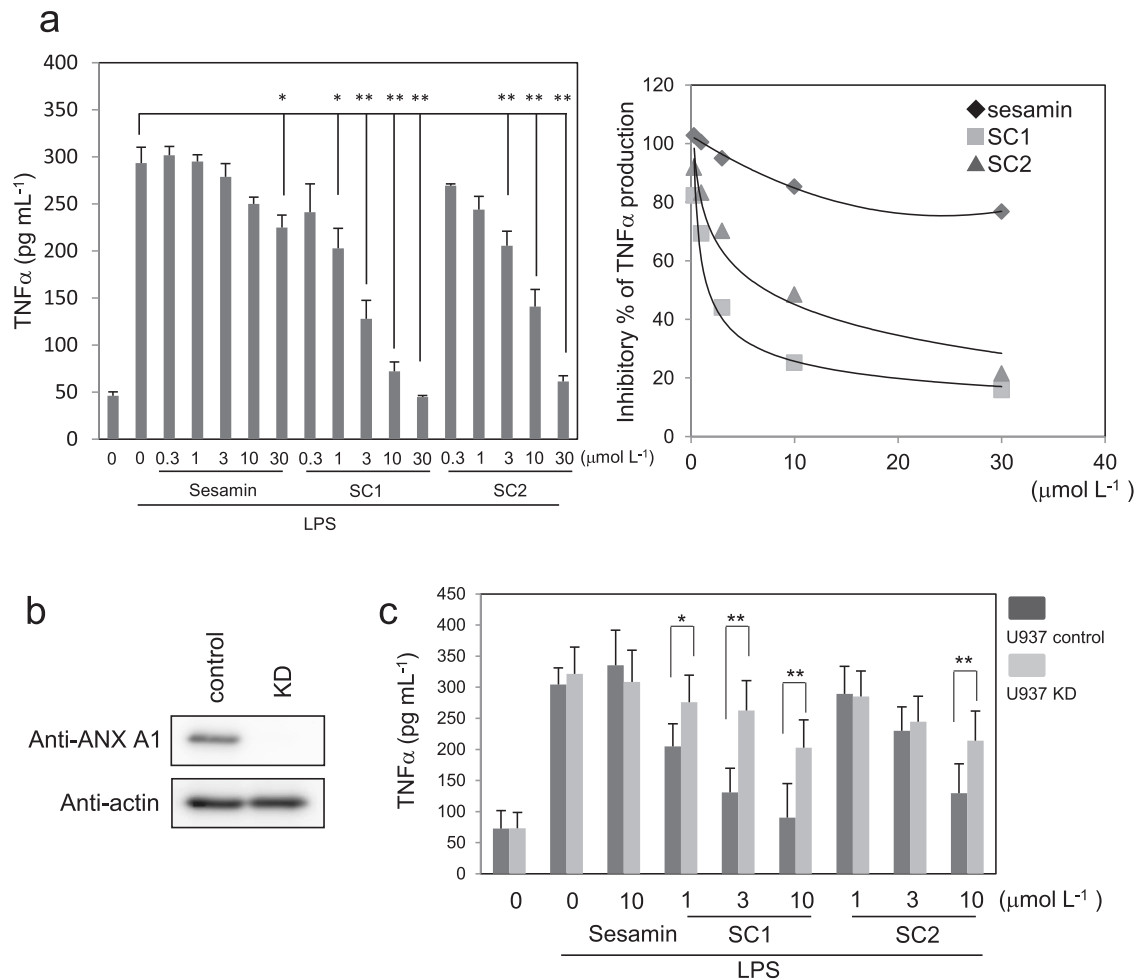 a
400
350
300
250
200
150
100
50
0
TNFα (pg mL-1)
* * ** ** ** ** ** **
0 0 0.3 1 3 10 30 0.3 1 3 10 30 0.3 1 3 10 30 (μmol L-1)
Sesamin SC1 SC2
LPS
120
100
80
60
40
20
0
Inhibitory % of TNFα production
sesamin
SC1
SC2
0 10 20 30 40
(μmol L-1)
b
control KD
Anti-ANX A1
Anti-actin
c
450
400
350
300
250
200
150
100
50
0
TNFα (pg mL-1)
* ** ** **
U937 control
U937 KD
0 0 10 1 3 10 1 3 10 (μmol L-1)
Sesamin SC1 SC2
LPS